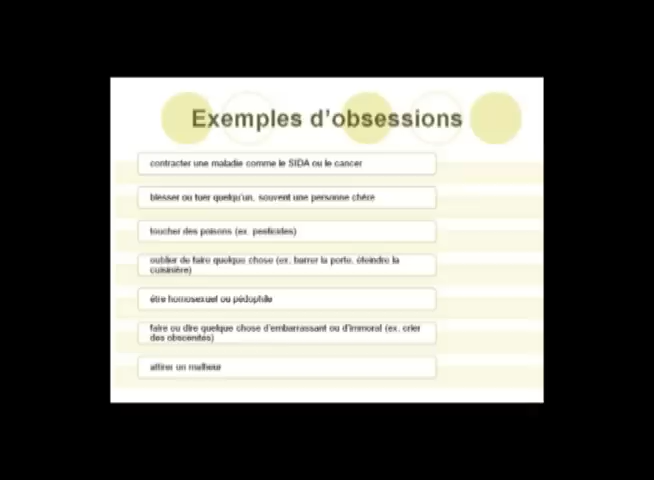 Exemples d'obsessions
contracter une maladie comme le SIDA ou le cancer
blesser ou tuer quelqu'un, souvent une personne chère
toucher des poisons (ex. pesticides)
oublier de faire quelque chose (ex. barrer la porte, éteindre la
cuisinière)
être homosexuel ou pédophile
faire ou dire quelque chose d'embarrassant ou d'immoral (ex. crier
des obscénités)
attirer un malheur